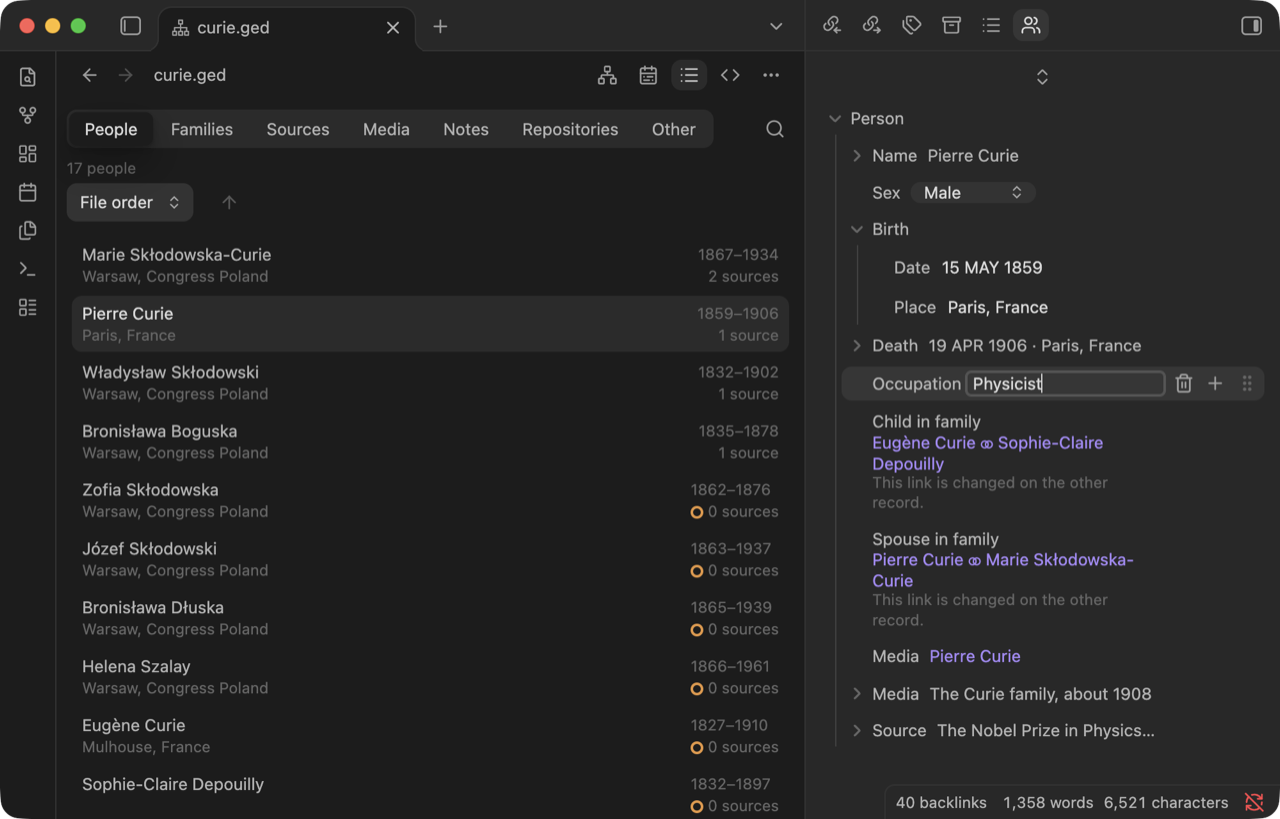 curie.ged
curie.ged
People Families Sources Media Notes Repositories Other
17 people
File order
Marie Skłodowska-Curie 1867–1934
Warsaw, Congress Poland 2 sources
Pierre Curie 1859–1906
Paris, France 1 source
Władysław Skłodowski 1832–1902
Warsaw, Congress Poland 1 source
Bronisława Boguska 1835–1878
Warsaw, Congress Poland 1 source
Zofia Skłodowska 1862–1876
Warsaw, Congress Poland 0 sources
Józef Skłodowski 1863–1937
Warsaw, Congress Poland 0 sources
Bronisława Dłuska 1865–1939
Warsaw, Congress Poland 0 sources
Helena Szalay 1866–1961
Warsaw, Congress Poland 0 sources
Eugène Curie 1827–1910
Mulhouse, France 0 sources
Sophie-Claire Depouilly 1832–1897
0 sources
Person
Name Pierre Curie
Sex Male
Birth
Date 15 MAY 1859
Place Paris, France
Death 19 APR 1906 · Paris, France
Occupation Physicist
Child in family
Eugène Curie ⚭ Sophie-Claire
Depouilly
This link is changed on the other
record.
Spouse in family
Pierre Curie ⚭ Marie Skłodowska-
Curie
This link is changed on the other
record.
Media Pierre Curie
Media The Curie family, about 1908
Source The Nobel Prize in Physics...
40 backlinks 1,358 words 6,521 characters